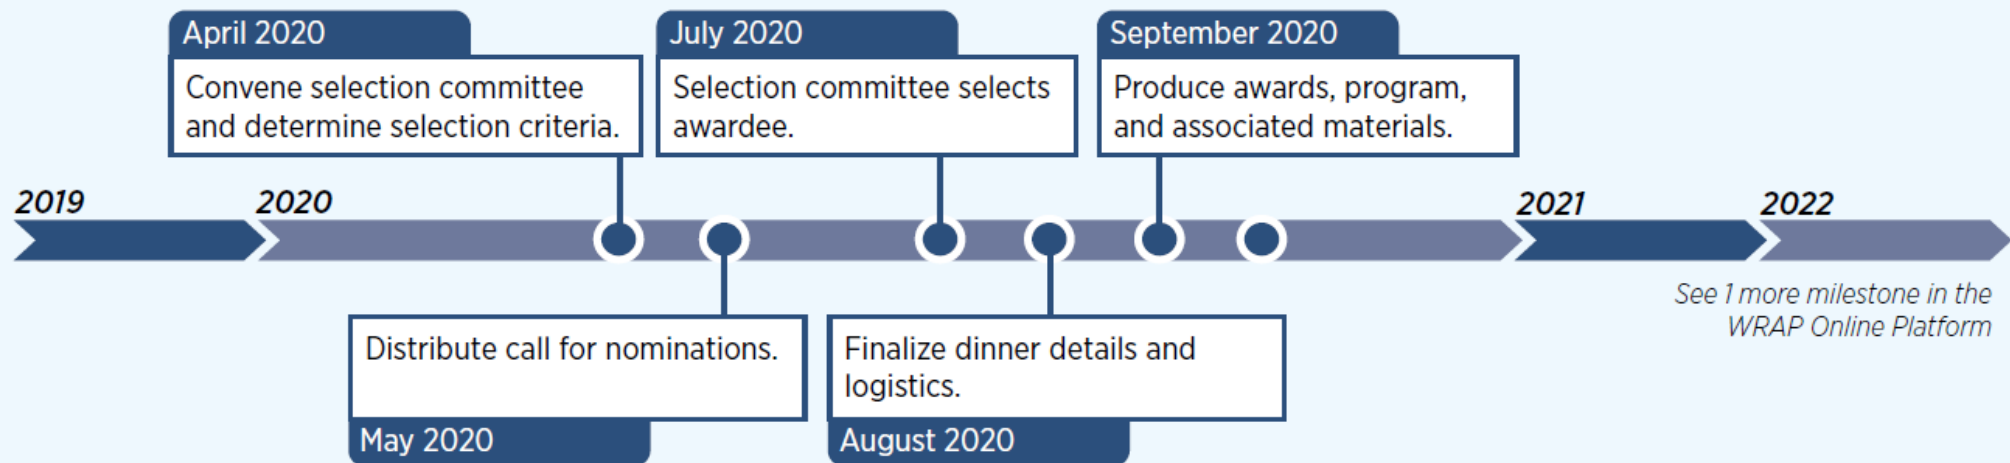 April 2020
Convene selection committee
and determine selection criteria.
July 2020
Selection committee selects
awardee.
September 2020
Produce awards, program,
and associated materials.
2019
2020
2021
2022
See 1 more milestone in the
WRAP Online Platform
Distribute call for nominations.
May 2020
Finalize dinner details and
logistics.
August 2020